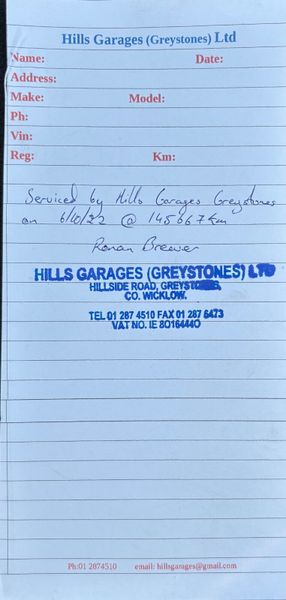 Hills Garages (Greystones) Ltd
Name: Date:
Address:
Make: Model:
Ph:
Vin:
Reg: Km:
Serviced by Hills Garages Greystones
on 6/10/22 @ 145667km
Ronan Brewer
HILLS GARAGES (GREYSTONES) LTD
HILLSIDE ROAD, GREYSTONES,
CO. WICKLOW.
TEL 01 287 4510 FAX 01 287 6473
VAT NO. IE 8O16444O
Ph:01 2874510 email: hillsgarages@gmail.com